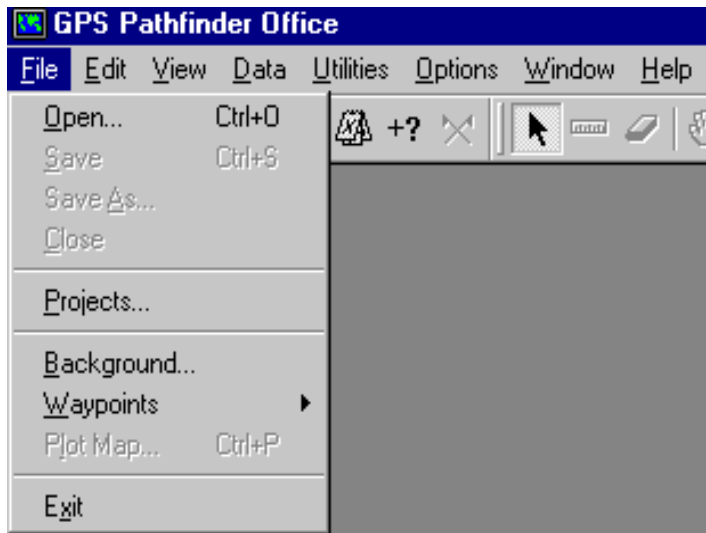 GPS Pathfinder Office
File Edit View Data Utilities Options Window Help
Open... Ctrl+O
Save Ctrl+S
Save As...
Close
Projects...
Background...
Waypoints
Plot Map... Ctrl+P
Exit
+?